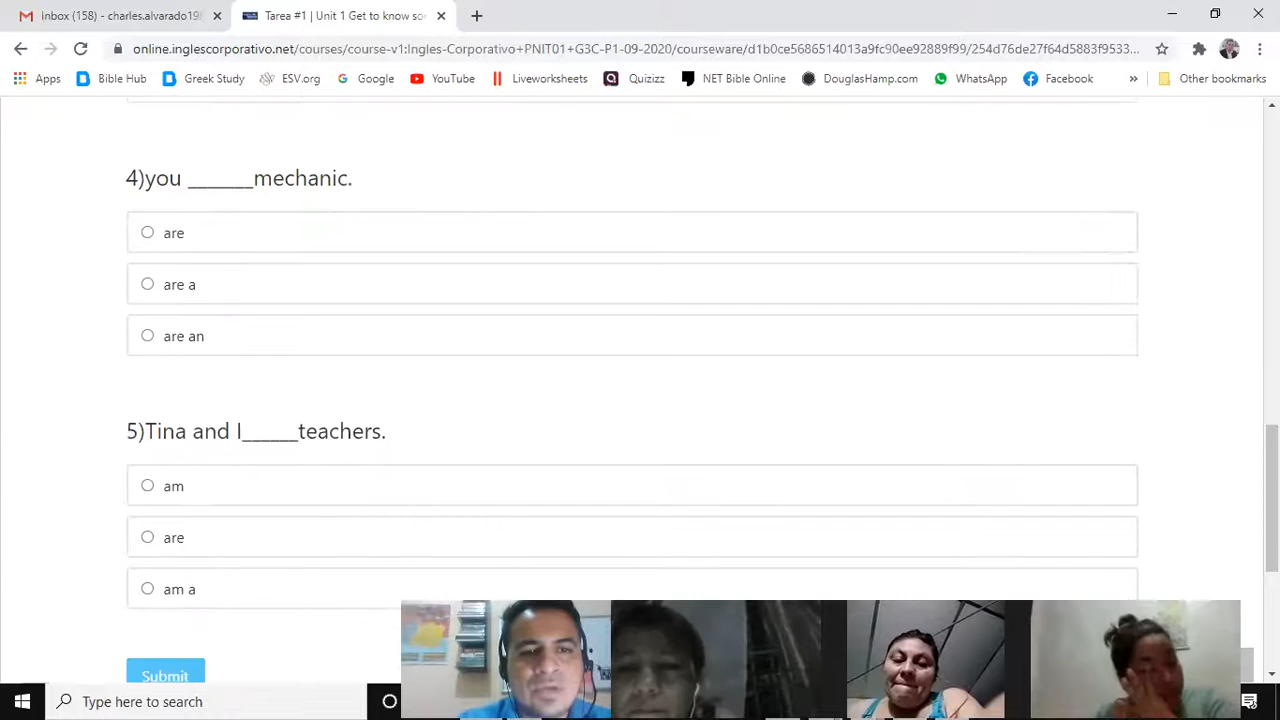 Inbox (158) - charles.alvarado19
Tarea #1 | Unit 1 Get to know so
online.inglescorporativo.net/courses/course-v1:Ingles-Corporativo+PNIT01+G3C-P1-09-2020/courseware/d1b0ce5686514013a9fc90ee92889f99/254d76de27f64d5883f9533...
Apps Bible Hub Greek Study ESV.org Google YouTube Liveworksheets Quizizz NET Bible Online DouglasHamp.com WhatsApp Facebook » Other bookmarks
4)you ______mechanic.
are
are a
are an
5)Tina and I______teachers.
am
are
am a
Submit
Type here to search